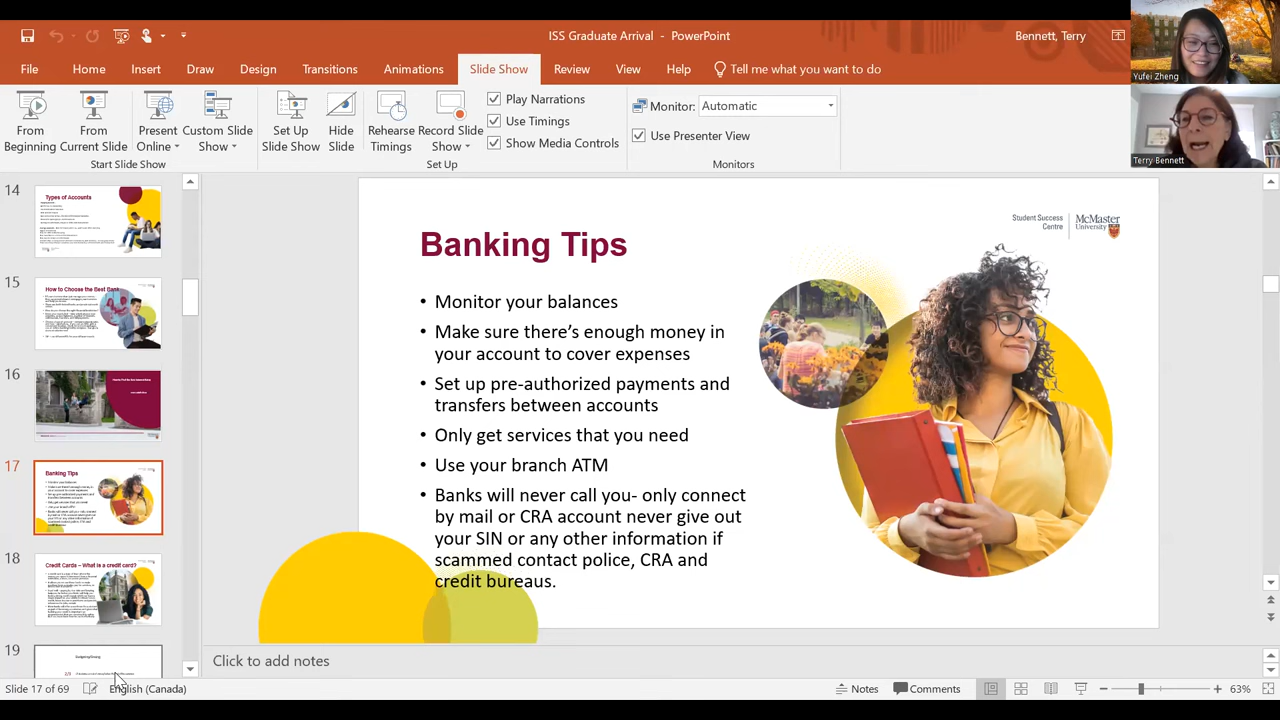 ISS Graduate Arrival - PowerPoint
Bennett, Terry
File
Home
Insert
Draw
Design
Transitions
Animations
Slide Show
Review
View
Help
Tell me what you want to do
From
Beginning
From
Current Slide
Present
Online
Custom Slide
Show
Start Slide Show
Set Up
Slide Show
Hide
Slide
Rehearse
Timings
Record Slide
Show
Play Narrations
Use Timings
Show Media Controls
Set Up
Monitor: Automatic
Use Presenter View
Monitors
Yufei Zheng
Terry Bennett
14
Types of Accounts
15
How to Choose the Best Bank
16
17
Banking Tips
18
Credit Cards – What is a credit card?
19
Student Success
Centre
McMaster
University
Banking Tips
• Monitor your balances
• Make sure there's enough money in
your account to cover expenses
• Set up pre-authorized payments and
transfers between accounts
• Only get services that you need
• Use your branch ATM
• Banks will never call you- only connect
by mail or CRA account never give out
your SIN or any other information if
scammed contact police, CRA and
credit bureaus.
Click to add notes
Slide 17 of 69
English (Canada)
Notes
Comments
63%